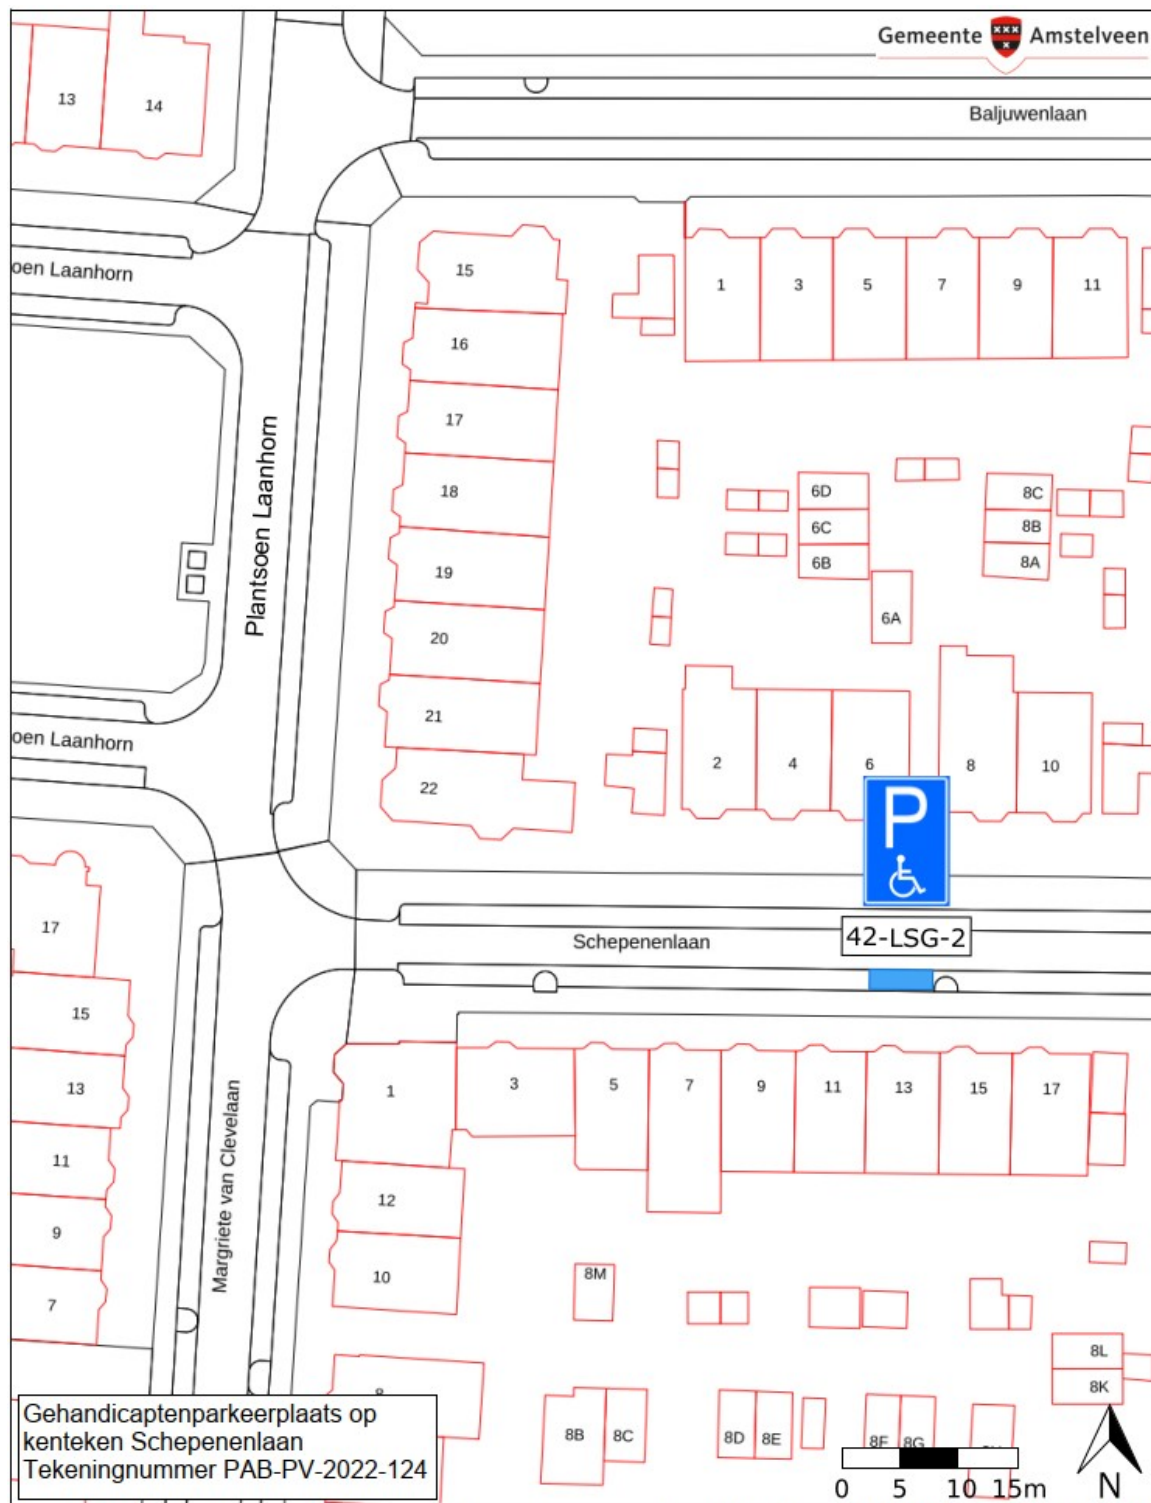 Gemeente Amstelveen
Baljuwenlaan
13
14
oen Laanhorn
15
16
17
18
19
20
21
22
1
3
5
7
9
11
Plantsoen Laanhorn
6D
6C
6B
6A
8C
8B
8A
oen Laanhorn
2
4
6
8
10
P
42-LSG-2
Schepenenlaan
17
15
13
11
9
7
Margriete van Clevelaan
1
3
5
7
9
11
13
15
17
12
10
8M
8L
8K
8B
8C
8D
8E
8F
8G
Gehandicaptenparkeerplaats op
kenteken Schepenenlaan
Tekeningnummer PAB-PV-2022-124
0 5 10 15m
N